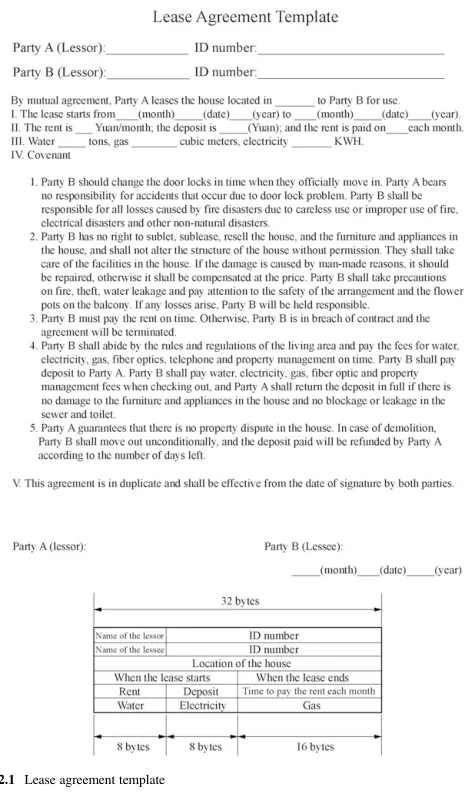 Lease Agreement Template
Party A (Lessor):_____________ ID number:_____________________________
Party B (Lessor):_____________ ID number:_____________________________
By mutual agreement, Party A leases the house located in _______ to Party B for use.
I. The lease starts from____(month)_____(date)____(year) to ____(month)____(date)____(year).
II. The rent is ___ Yuan/month; the deposit is _____(Yuan); and the rent is paid on____each month.
III. Water _____ tons, gas ________ cubic meters, electricity _______ KWH.
IV. Covenant
1. Party B should change the door locks in time when they officially move in. Party A bears
no responsibility for accidents that occur due to door lock problem. Party B shall be
responsible for all losses caused by fire disasters due to careless use or improper use of fire,
electrical disasters and other non-natural disasters.
2. Party B has no right to sublet, sublease, resell the house, and the furniture and appliances in
the house, and shall not alter the structure of the house without permission. They shall take
care of the facilities in the house. If the damage is caused by man-made reasons, it should
be repaired, otherwise it shall be compensated at the price. Party B shall take precautions
on fire, theft, water leakage and pay attention to the safety of the arrangement and the flower
pots on the balcony. If any losses arise, Party B will be held responsible.
3. Party B must pay the rent on time. Otherwise, Party B is in breach of contract and the
agreement will be terminated.
4. Party B shall abide by the rules and regulations of the living area and pay the fees for water,
electricity, gas, fiber optics, telephone and property management on time. Party B shall pay
deposit to Party A. Party B shall pay water, electricity, gas, fiber optic and property
management fees when checking out, and Party A shall return the deposit in full if there is
no damage to the furniture and appliances in the house and no blockage or leakage in the
sewer and toilet.
5. Party A guarantees that there is no property dispute in the house. In case of demolition,
Party B shall move out unconditionally, and the deposit paid will be refunded by Party A
according to the number of days left.
V. This agreement is in duplicate and shall be effective from the date of signature by both parties.
Party A (lessor): Party B (Lessee):
_____(month)____(date)_____(year)
32 bytes
Name of the lessor ID number
Name of the lessee ID number
Location of the house
When the lease starts When the lease ends
Rent Deposit Time to pay the rent each month
Water Electricity Gas
8 bytes 8 bytes 16 bytes
2.1 Lease agreement template